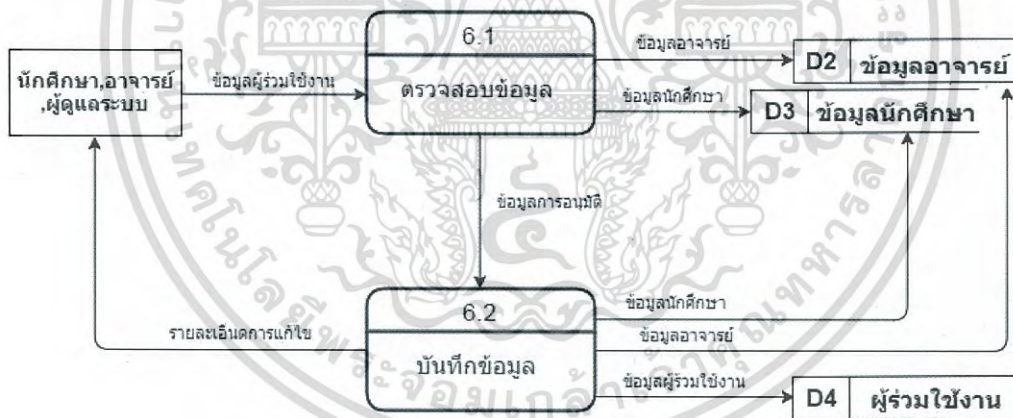 6.1
ตรวจสอบข้อมูล
นักศึกษา,อาจารย์
,ผู้ดูแลระบบ
ข้อมูลผู้ร่วมใช้งาน
ข้อมูลอาจารย์
D2 ข้อมูลอาจารย์
ข้อมูลนักศึกษา
D3 ข้อมูลนักศึกษา
ข้อมูลการอนุมัติ
6.2
บันทึกข้อมูล
รายละเอินดการแก้ไข
ข้อมูลนักศึกษา
ข้อมูลอาจารย์
ข้อมูลผู้ร่วมใช้งาน
D4 ผู้ร่วมใช้งาน